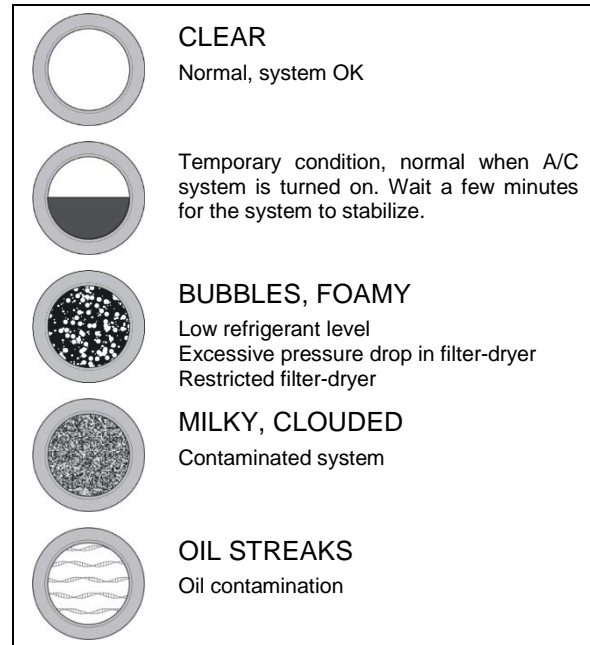 CLEAR
Normal, system OK
Temporary condition, normal when A/C
system is turned on. Wait a few minutes
for the system to stabilize.
BUBBLES, FOAMY
Low refrigerant level
Excessive pressure drop in filter-dryer
Restricted filter-dryer
MILKY, CLOUDED
Contaminated system
OIL STREAKS
Oil contamination